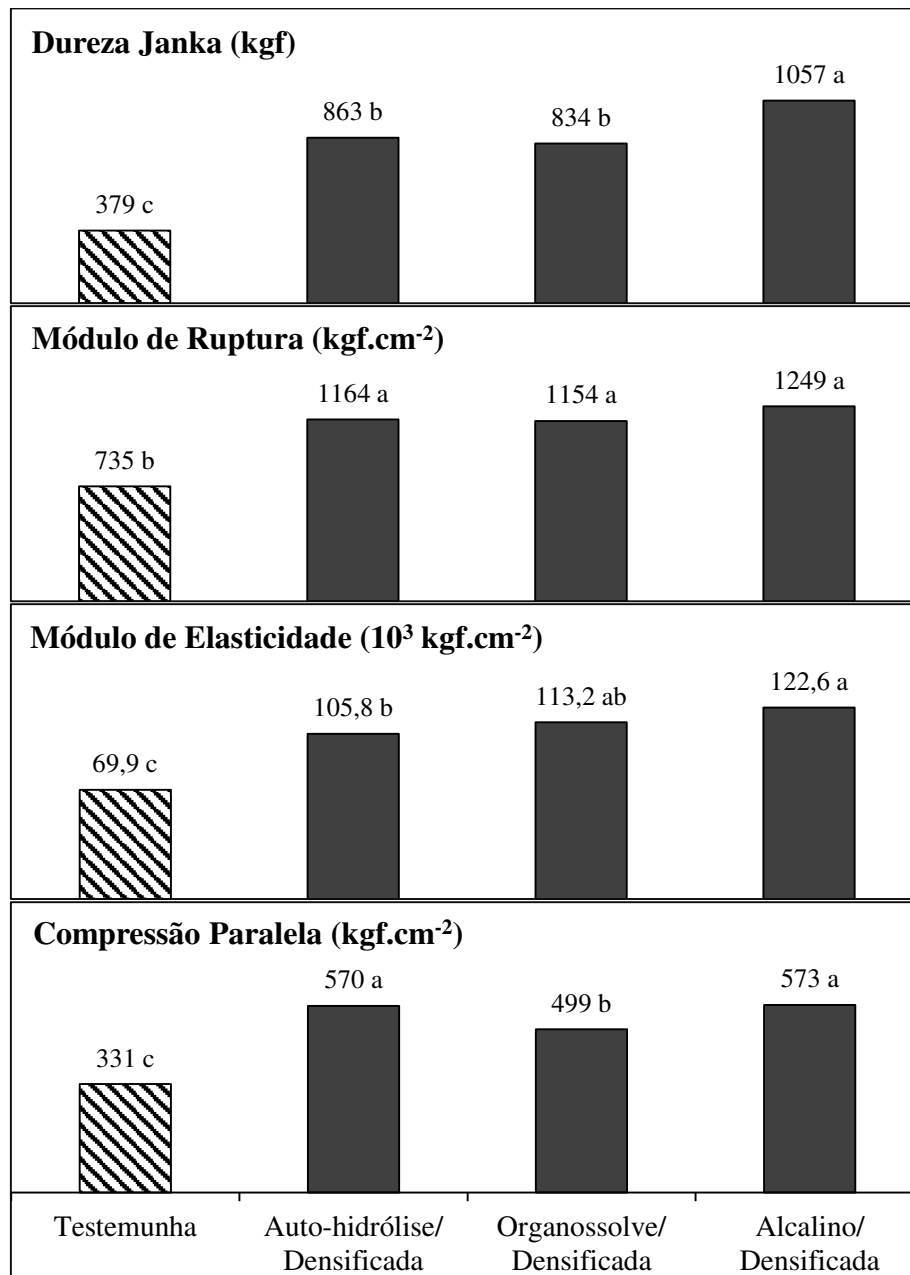 Dureza Janka (kgf)
1057 a
863 b
834 b
379 c
Módulo de Ruptura (kgf.cm⁻²)
1249 a
1164 a
1154 a
735 b
Módulo de Elasticidade (10³ kgf.cm⁻²)
122,6 a
113,2 ab
105,8 b
69,9 c
Compressão Paralela (kgf.cm⁻²)
570 a
499 b
573 a
331 c
Testemunha
Auto-hidrólise/
Densificada
Organossolve/
Densificada
Alcalino/
Densificada